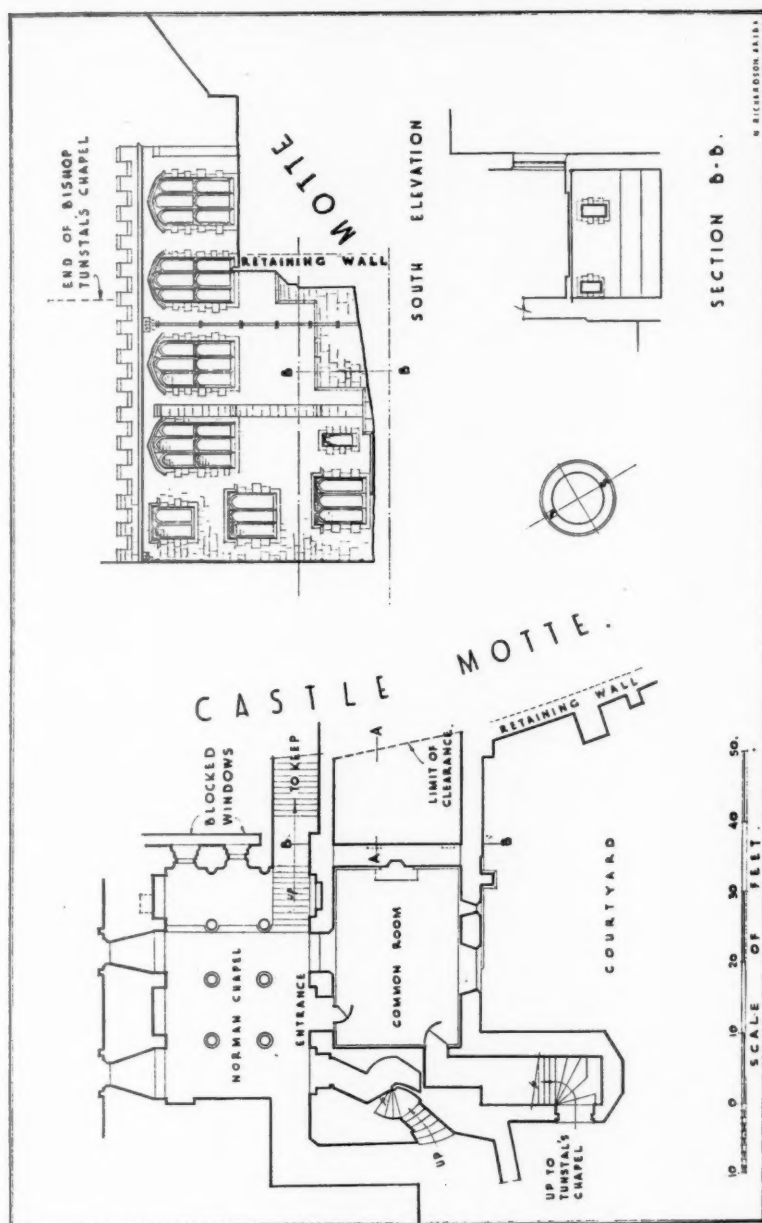 END OF BISHOP
TUNSTAL'S CHAPEL
MOTTE
RETAINING WALL
B
B
SOUTH ELEVATION
SECTION B-B.
CASTLE MOTTE.
BLOCKED
WINDOWS
TO KEEP
UP
B
A
A
LIMIT OF
CLEARANCE
RETAINING WALL
NORMAN CHAPEL
ENTRANCE
COMMON ROOM
B
COURTYARD
UP
UP
UP TO
TUNSTAL'S
CHAPEL
10 0 10 20 30 40 50.
SCALE OF FEET.